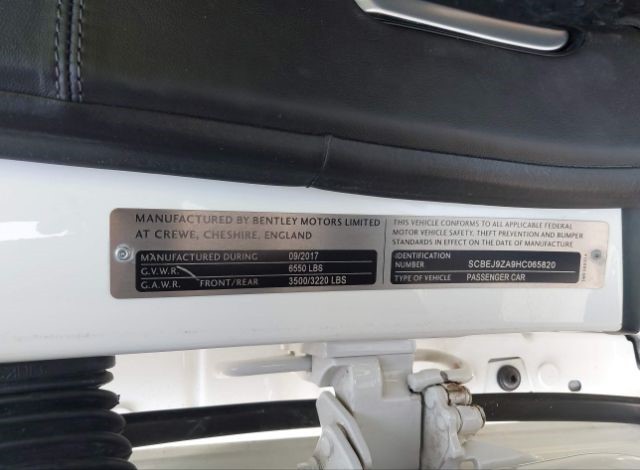 MANUFACTURED BY BENTLEY MOTORS LIMITED
AT CREWE, CHESHIRE, ENGLAND
MANUFACTURED DURING 09/2017
G.V.W.R. 6550 LBS
G.A.W.R. FRONT/REAR 3500/3220 LBS
THIS VEHICLE CONFORMS TO ALL APPLICABLE FEDERAL
MOTOR VEHICLE SAFETY, THEFT PREVENTION AND BUMPER
STANDARDS IN EFFECT ON THE DATE OF MANUFACTURE
IDENTIFICATION
NUMBER SCBEJ9ZA9HC065820
TYPE OF VEHICLE PASSENGER CAR